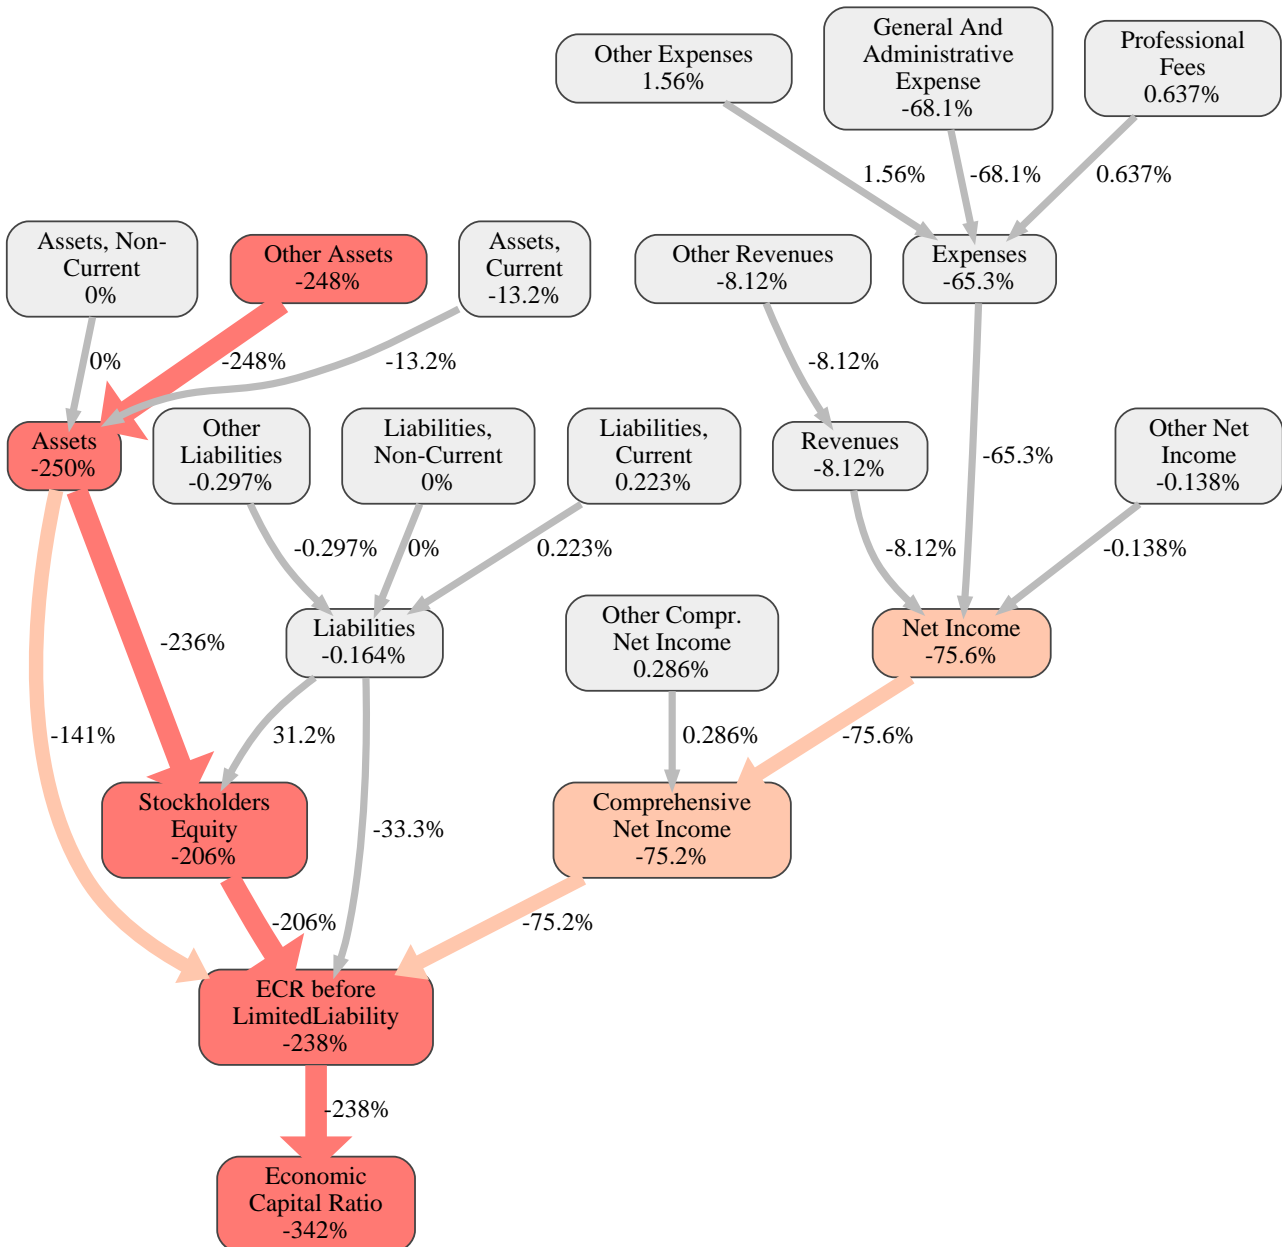 Other Expenses
1.56%
General And
Administrative
Expense
-68.1%
Professional
Fees
0.637%
1.56%
-68.1%
0.637%
Assets, Non-
Current
0%
Other Assets
-248%
Assets,
Current
-13.2%
Other Revenues
-8.12%
Expenses
-65.3%
0%
-248%
-13.2%
-8.12%
Assets
-250%
Other
Liabilities
-0.297%
Liabilities,
Non-Current
0%
Liabilities,
Current
0.223%
Revenues
-8.12%
-65.3%
Other Net
Income
-0.138%
-0.297%
0%
0.223%
-8.12%
-0.138%
-236%
Liabilities
-0.164%
Other Compr.
Net Income
0.286%
Net Income
-75.6%
-141%
31.2%
0.286%
-75.6%
Stockholders
Equity
-206%
-33.3%
Comprehensive
Net Income
-75.2%
-206%
-75.2%
ECR before
LimitedLiability
-238%
-238%
Economic
Capital Ratio
-342%